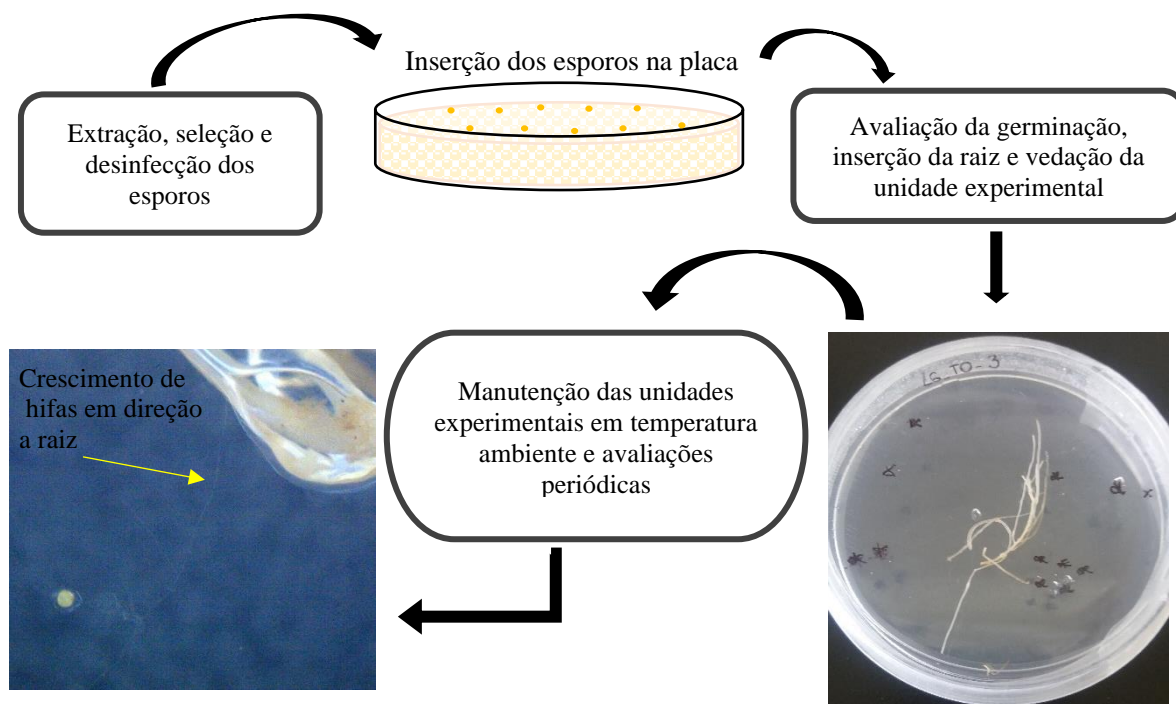 Inserção dos esporos na placa
Extração, seleção e
desinfecção dos
esporos
Avaliação da germinação,
inserção da raiz e vedação da
unidade experimental
Manutenção das unidades
experimentais em temperatura
ambiente e avaliações
periódicas
Crescimento de
hifas em direção
a raiz
LG_TO_3